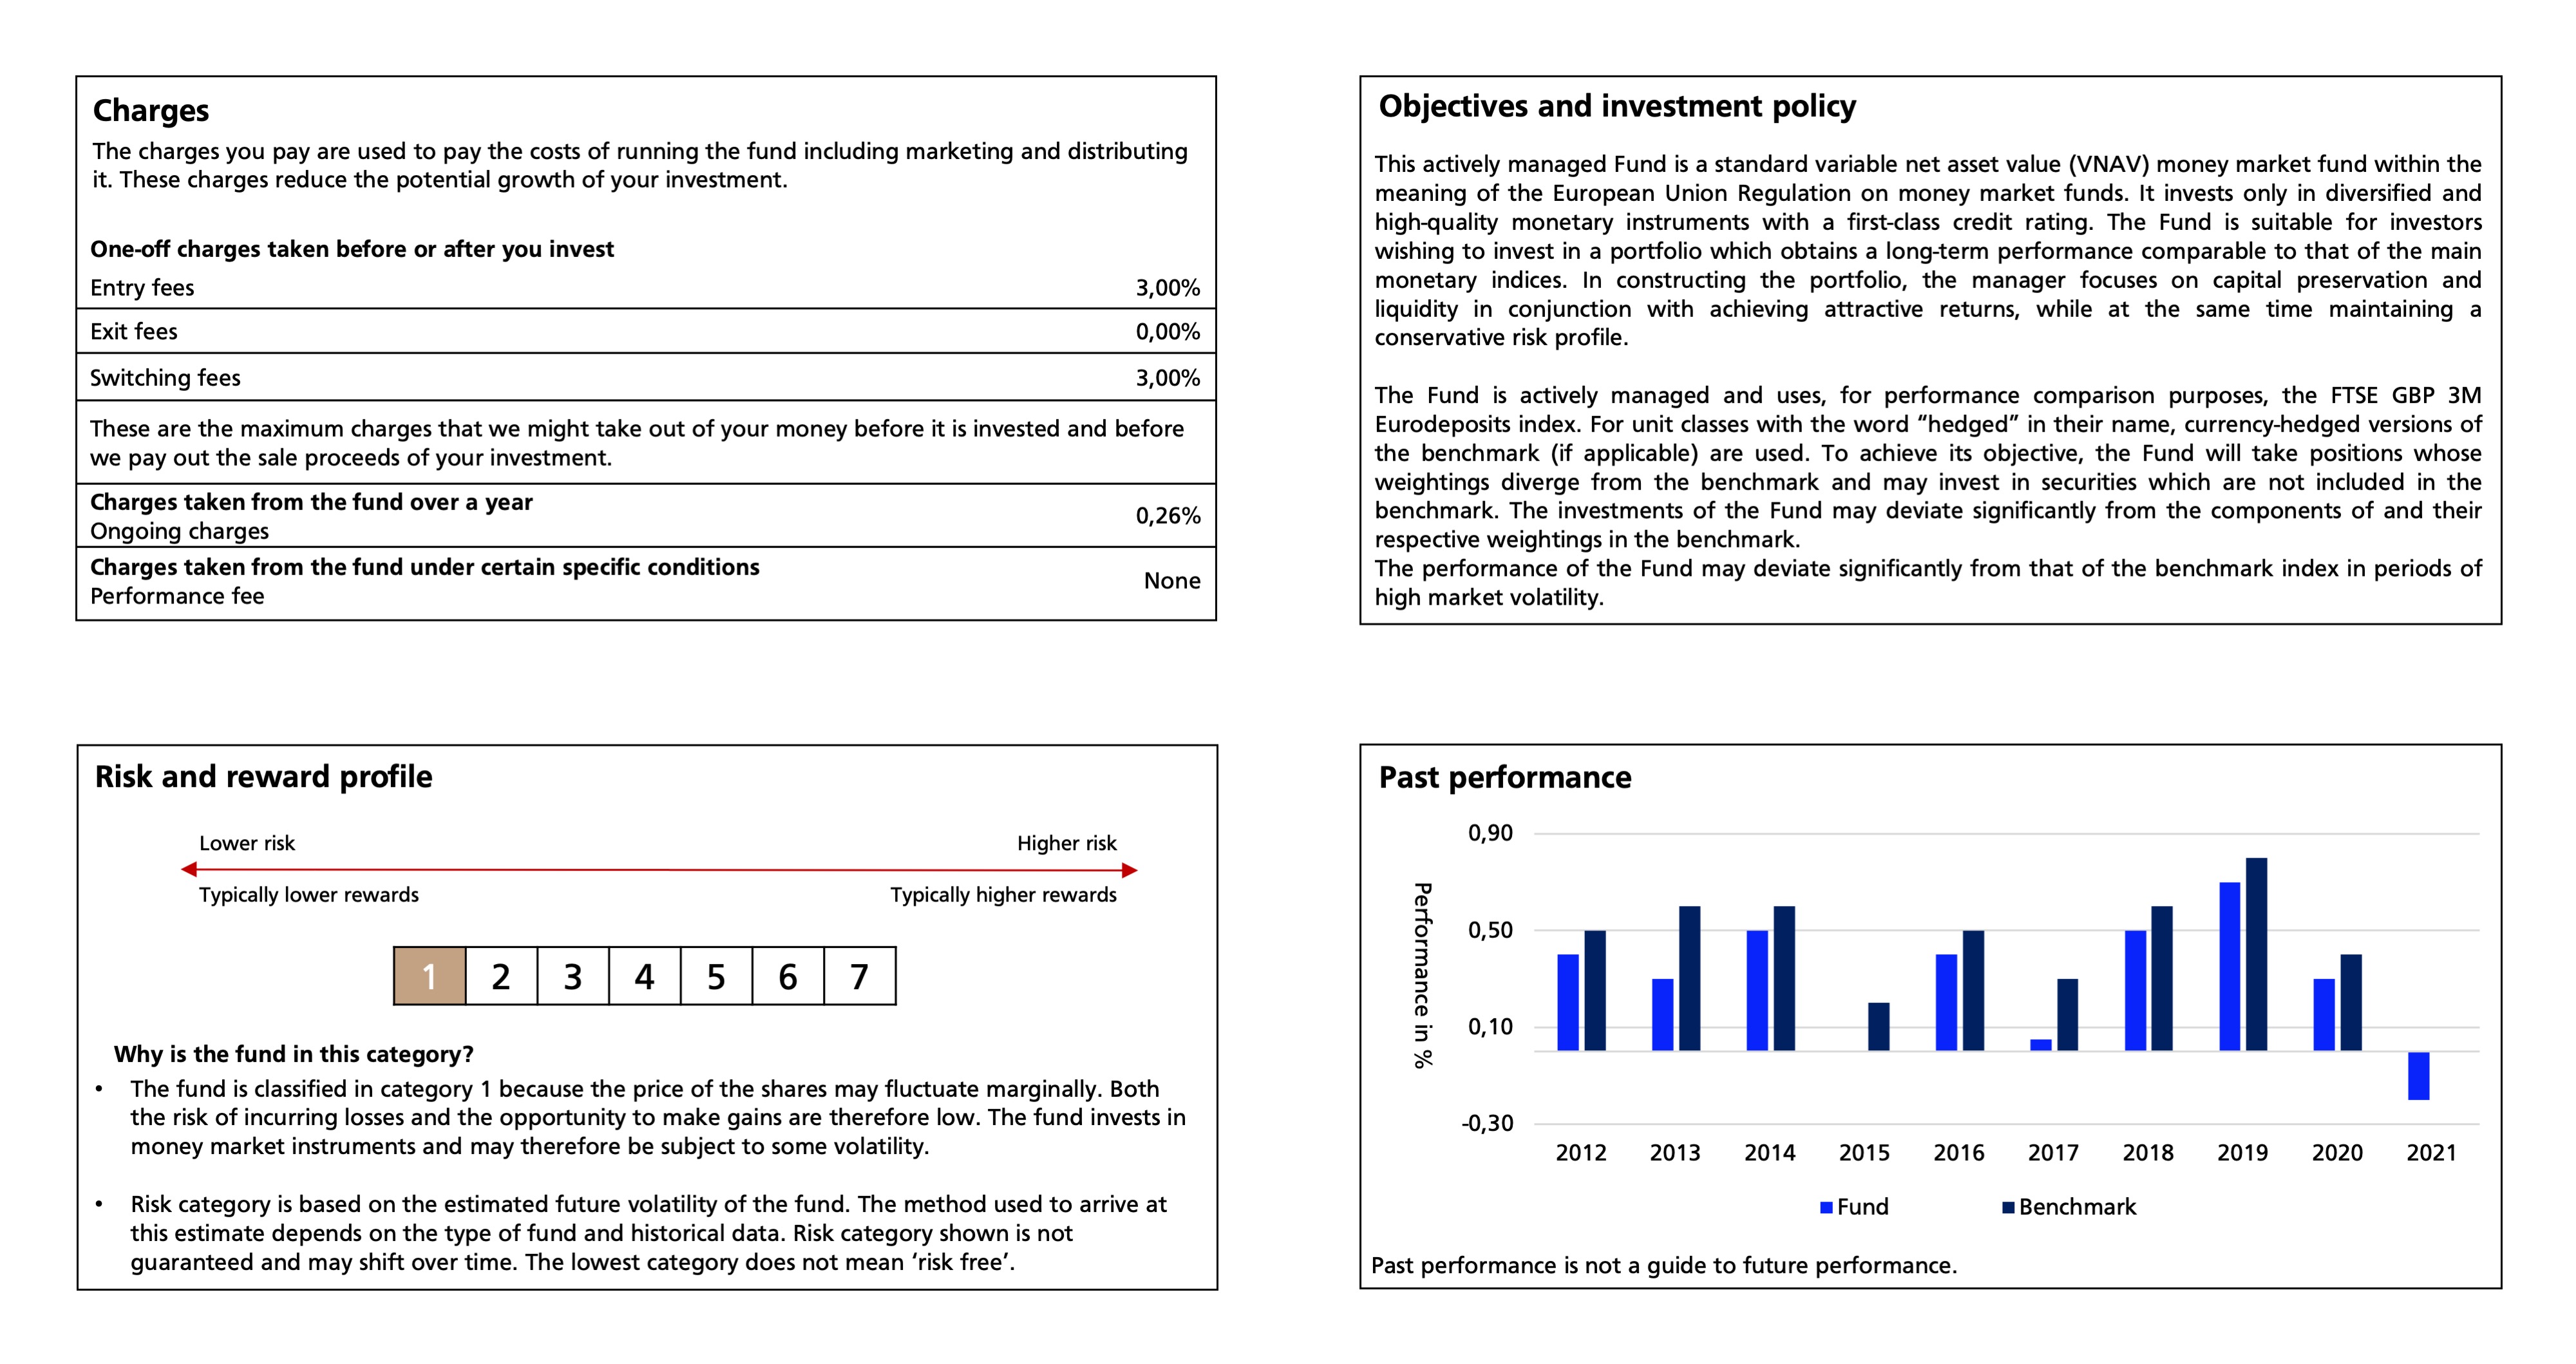 Charges
The charges you pay are used to pay the costs of running the fund including marketing and distributing
it. These charges reduce the potential growth of your investment.
One-off charges taken before or after you invest
Entry fees 3,00%
Exit fees 0,00%
Switching fees 3,00%
These are the maximum charges that we might take out of your money before it is invested and before
we pay out the sale proceeds of your investment.
Charges taken from the fund over a year
Ongoing charges 0,26%
Charges taken from the fund under certain specific conditions
Performance fee None
Objectives and investment policy
This actively managed Fund is a standard variable net asset value (VNAV) money market fund within the
meaning of the European Union Regulation on money market funds. It invests only in diversified and
high-quality monetary instruments with a first-class credit rating. The Fund is suitable for investors
wishing to invest in a portfolio which obtains a long-term performance comparable to that of the main
monetary indices. In constructing the portfolio, the manager focuses on capital preservation and
liquidity in conjunction with achieving attractive returns, while at the same time maintaining a
conservative risk profile.
The Fund is actively managed and uses, for performance comparison purposes, the FTSE GBP 3M
Eurodeposits index. For unit classes with the word “hedged” in their name, currency-hedged versions of
the benchmark (if applicable) are used. To achieve its objective, the Fund will take positions whose
weightings diverge from the benchmark and may invest in securities which are not included in the
benchmark. The investments of the Fund may deviate significantly from the components of and their
respective weightings in the benchmark.
The performance of the Fund may deviate significantly from that of the benchmark index in periods of
high market volatility.
Risk and reward profile
Lower risk Higher risk
Typically lower rewards Typically higher rewards
1 2 3 4 5 6 7
Why is the fund in this category?
• The fund is classified in category 1 because the price of the shares may fluctuate marginally. Both
the risk of incurring losses and the opportunity to make gains are therefore low. The fund invests in
money market instruments and may therefore be subject to some volatility.
• Risk category is based on the estimated future volatility of the fund. The method used to arrive at
this estimate depends on the type of fund and historical data. Risk category shown is not
guaranteed and may shift over time. The lowest category does not mean ‘risk free’.
Past performance
Performance in %
0,90
0,50
0,10
-0,30
2012 2013 2014 2015 2016 2017 2018 2019 2020 2021
Fund Benchmark
Past performance is not a guide to future performance.